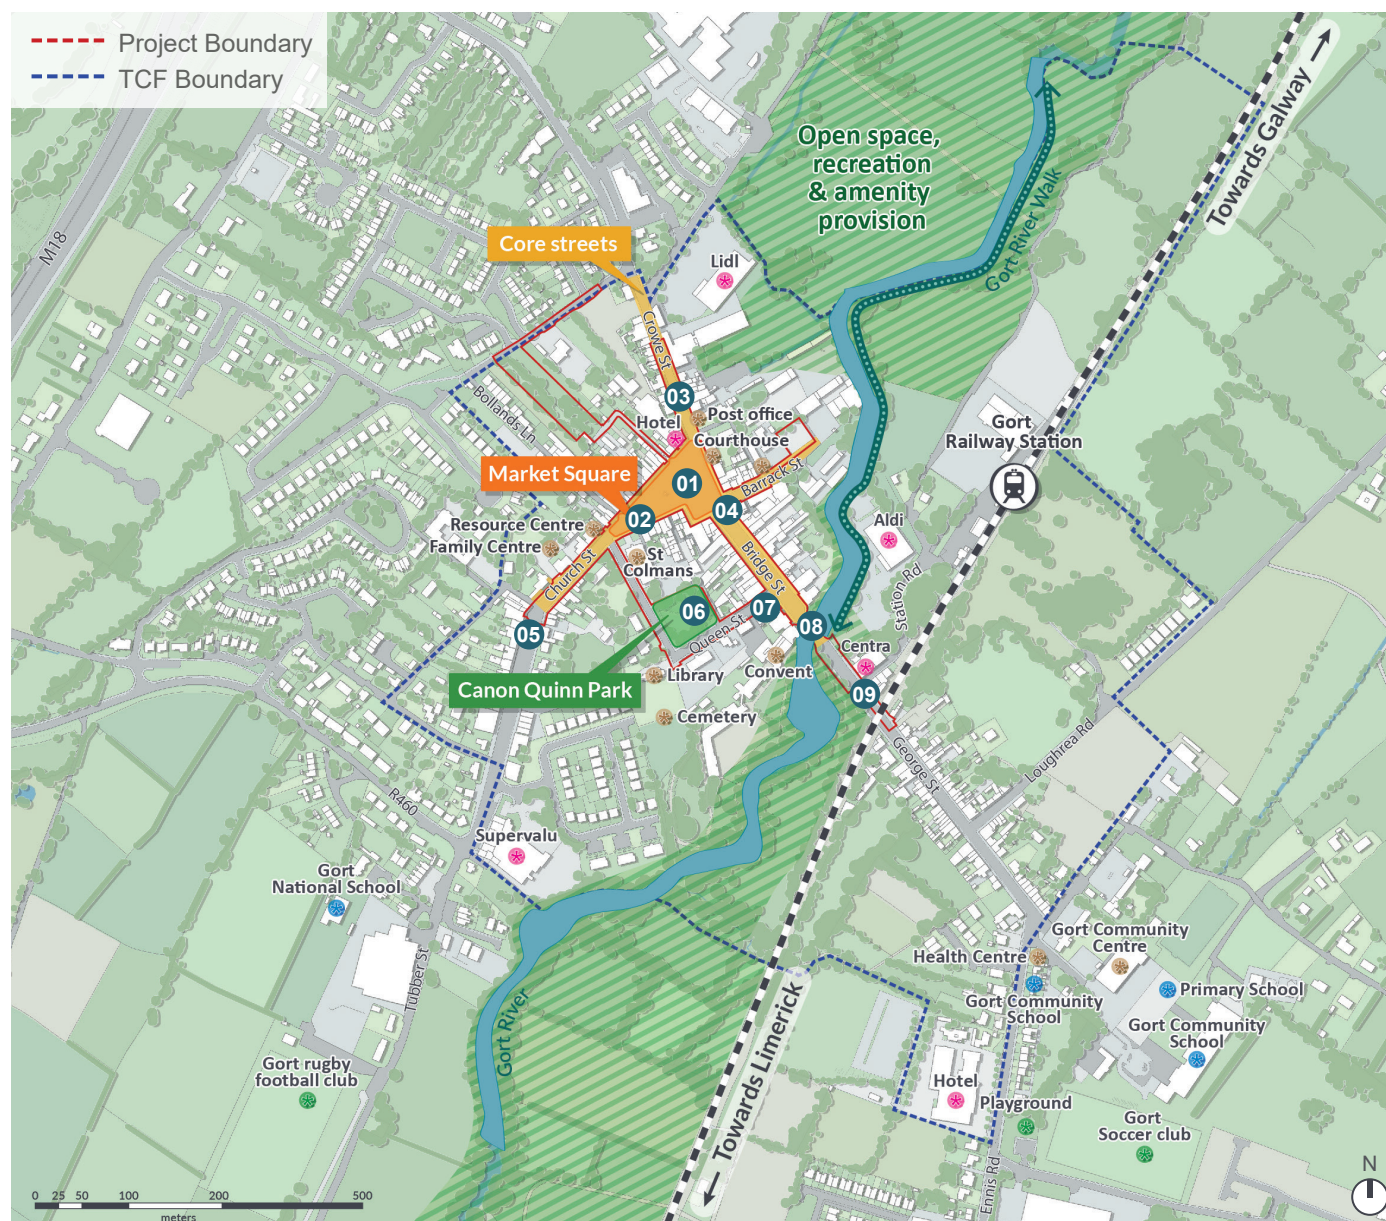 Project Boundary
TCF Boundary
M18
Core streets
Open space,
recreation
& amenity
provision
Towards Galway
Gort River Walk
Lidl
Crowe St
03
Bollands Ln
Hotel
Post office
Courthouse
Gort
Railway Station
Market Square
01
Barrack St
02
04
Resource Centre
Family Centre
St
Colmans
Aldi
Church St
Bridge St
Station Rd
05
06
07
08
Queen St
Centra
Canon Quinn Park
Library
Convent
09
Cemetery
George St
Loughrea Rd
R460
Supervalu
Gort
National School
Tubber St
Gort River
Health Centre
Gort Community
Centre
Gort Community
School
Primary School
Gort Community
School
Towards Limerick
Gort rugby
football club
Hotel
Playground
Gort
Soccer club
Ennis Rd
N
0 25 50 100 200 500
meters